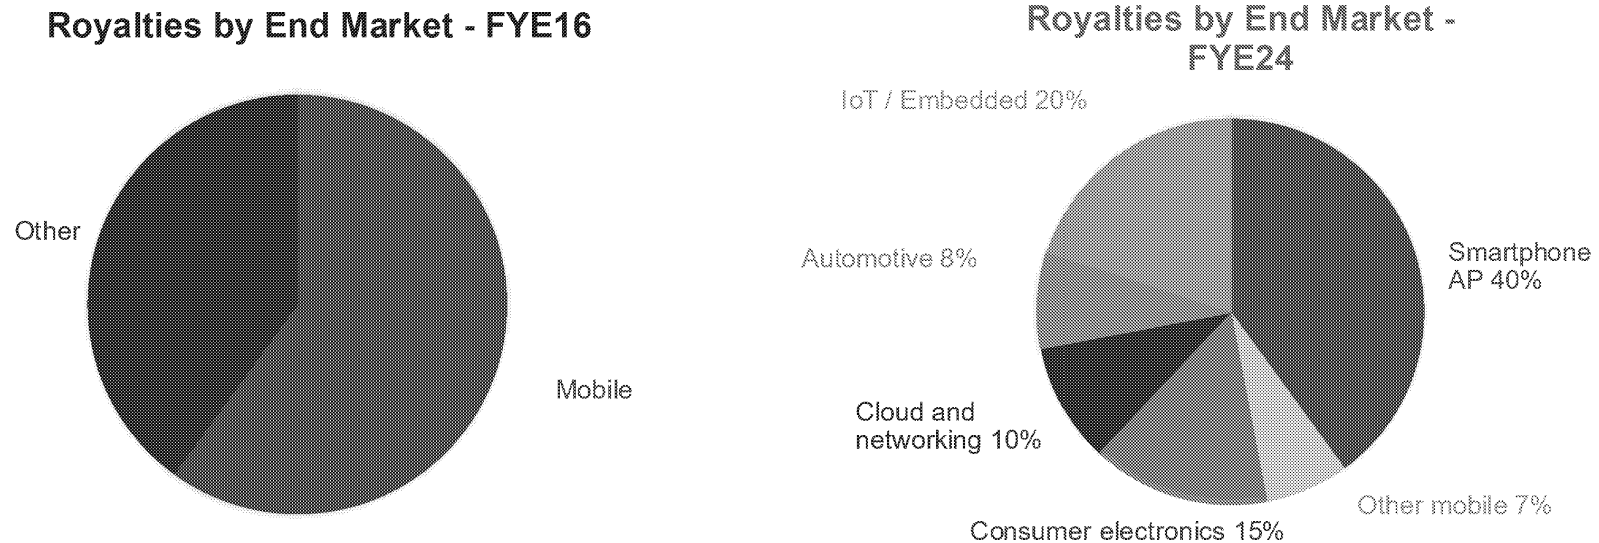 Royalties by End Market - FYE16
Other
Mobile
Royalties by End Market -
FYE24
IoT / Embedded 20%
Automotive 8%
Smartphone
AP 40%
Cloud and
networking 10%
Other mobile 7%
Consumer electronics 15%